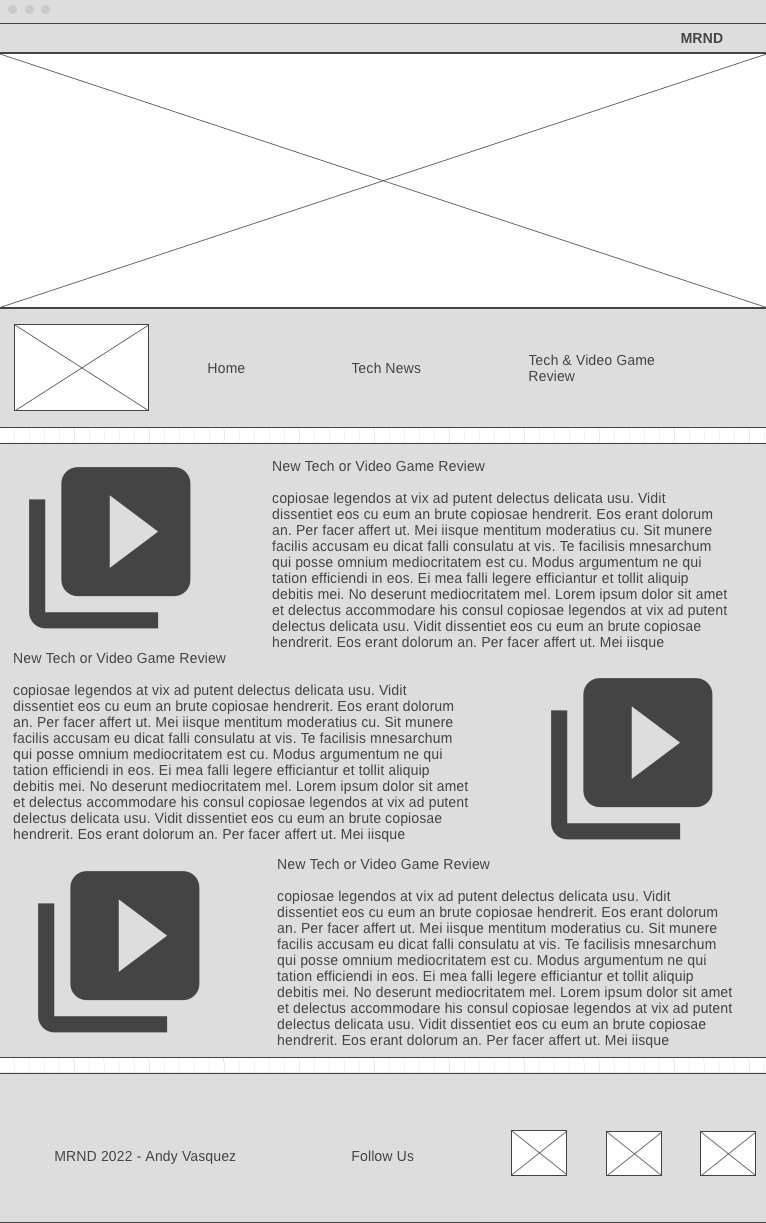 MRND
Home
Tech News
Tech & Video Game
Review
New Tech or Video Game Review
copiosae legendos at vix ad putent delectus delicata usu. Vidit
dissentiet eos cu eum an brute copiosae hendrerit. Eos erant dolorum
an. Per facer affert ut. Mei iisque mentitum moderatius cu. Sit munere
facilis accusam eu dicat falli consulatu at vis. Te facilisis mnesarchum
qui posse omnium mediocritatem est cu. Modus argumentum ne qui
tation efficiendi in eos. Ei mea falli legere efficiantur et tollit aliquip
debitis mei. No deserunt mediocritatem mel. Lorem ipsum dolor sit amet
et delectus accommodare his consul copiosae legendos at vix ad putent
delectus delicata usu. Vidit dissentiet eos cu eum an brute copiosae
hendrerit. Eos erant dolorum an. Per facer affert ut. Mei iisque
New Tech or Video Game Review
copiosae legendos at vix ad putent delectus delicata usu. Vidit
dissentiet eos cu eum an brute copiosae hendrerit. Eos erant dolorum
an. Per facer affert ut. Mei iisque mentitum moderatius cu. Sit munere
facilis accusam eu dicat falli consulatu at vis. Te facilisis mnesarchum
qui posse omnium mediocritatem est cu. Modus argumentum ne qui
tation efficiendi in eos. Ei mea falli legere efficiantur et tollit aliquip
debitis mei. No deserunt mediocritatem mel. Lorem ipsum dolor sit amet
et delectus accommodare his consul copiosae legendos at vix ad putent
delectus delicata usu. Vidit dissentiet eos cu eum an brute copiosae
hendrerit. Eos erant dolorum an. Per facer affert ut. Mei iisque
New Tech or Video Game Review
copiosae legendos at vix ad putent delectus delicata usu. Vidit
dissentiet eos cu eum an brute copiosae hendrerit. Eos erant dolorum
an. Per facer affert ut. Mei iisque mentitum moderatius cu. Sit munere
facilis accusam eu dicat falli consulatu at vis. Te facilisis mnesarchum
qui posse omnium mediocritatem est cu. Modus argumentum ne qui
tation efficiendi in eos. Ei mea falli legere efficiantur et tollit aliquip
debitis mei. No deserunt mediocritatem mel. Lorem ipsum dolor sit amet
et delectus accommodare his consul copiosae legendos at vix ad putent
delectus delicata usu. Vidit dissentiet eos cu eum an brute copiosae
hendrerit. Eos erant dolorum an. Per facer affert ut. Mei iisque
MRND 2022 - Andy Vasquez
Follow Us